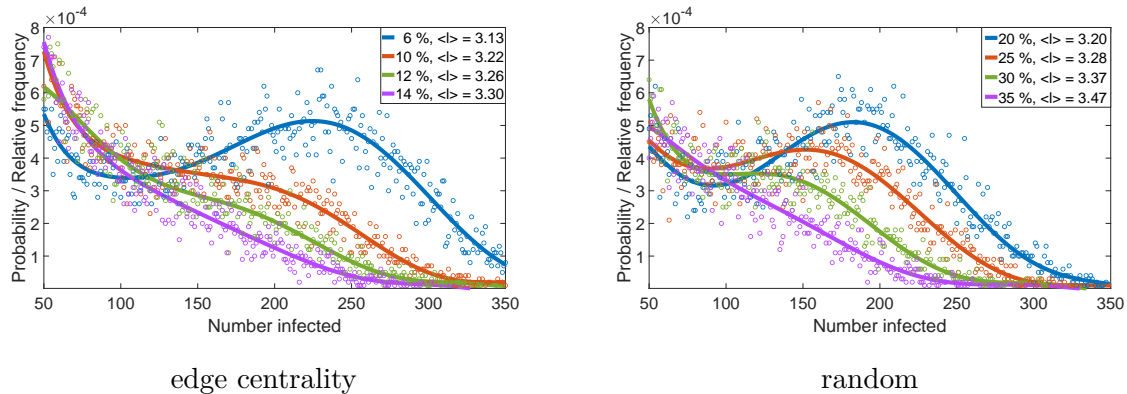 ×10⁻⁴
8
7
6
5
4
3
2
1
50 100 150 200 250 300 350
Probability / Relative frequency
Number infected
6 %, <l> = 3.13
10 %, <l> = 3.22
12 %, <l> = 3.26
14 %, <l> = 3.30
edge centrality
×10⁻⁴
8
7
6
5
4
3
2
1
50 100 150 200 250 300 350
Probability / Relative frequency
Number infected
20 %, <l> = 3.20
25 %, <l> = 3.28
30 %, <l> = 3.37
35 %, <l> = 3.47
random